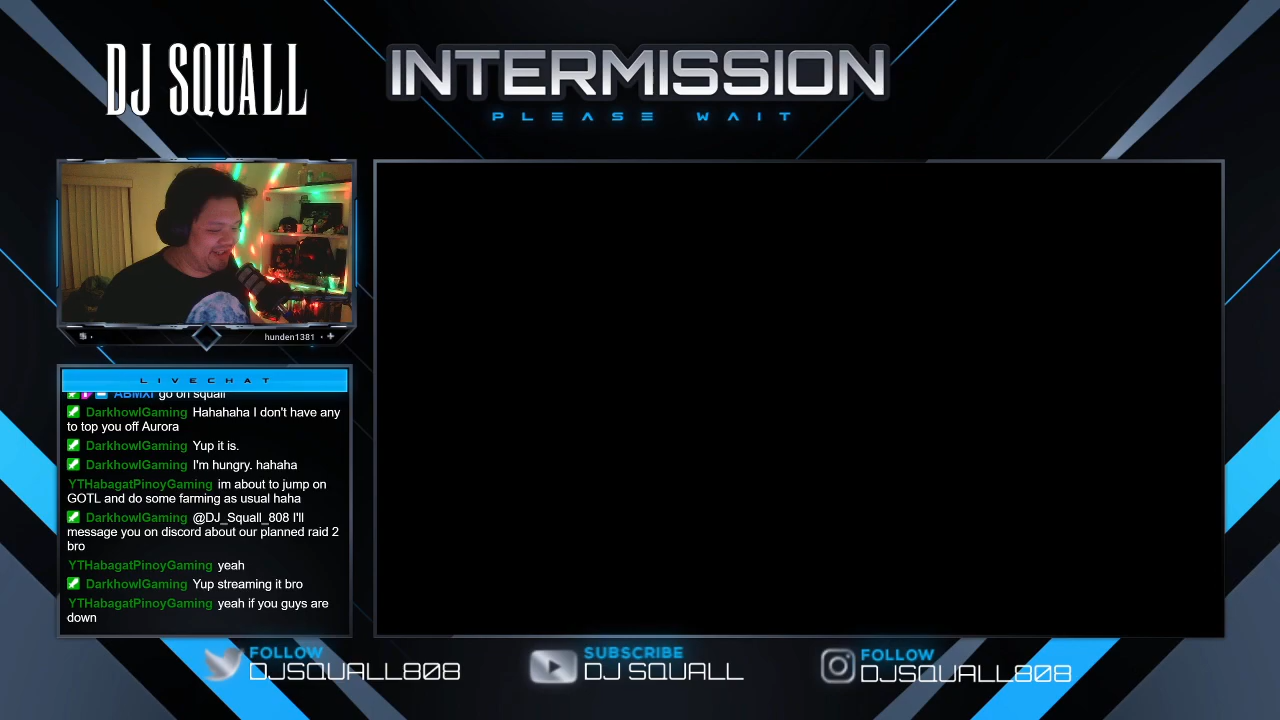 DJ SQUALL
INTERMISSION
PLEASE WAIT
hunden1381
LIVECHAT
ABMXI go on squall
DarkhowlGaming Hahahaha I don't have any
to top you off Aurora
DarkhowlGaming Yup it is.
DarkhowlGaming I'm hungry. hahaha
YTHabagatPinoyGaming im about to jump on
GOTL and do some farming as usual haha
DarkhowlGaming @DJ_Squall_808 I'll
message you on discord about our planned raid 2
bro
YTHabagatPinoyGaming yeah
DarkhowlGaming Yup streaming it bro
YTHabagatPinoyGaming yeah if you guys are
down
FOLLOW
DJSQUALL808
SUBSCRIBE
DJ SQUALL
FOLLOW
DJSQUALL808